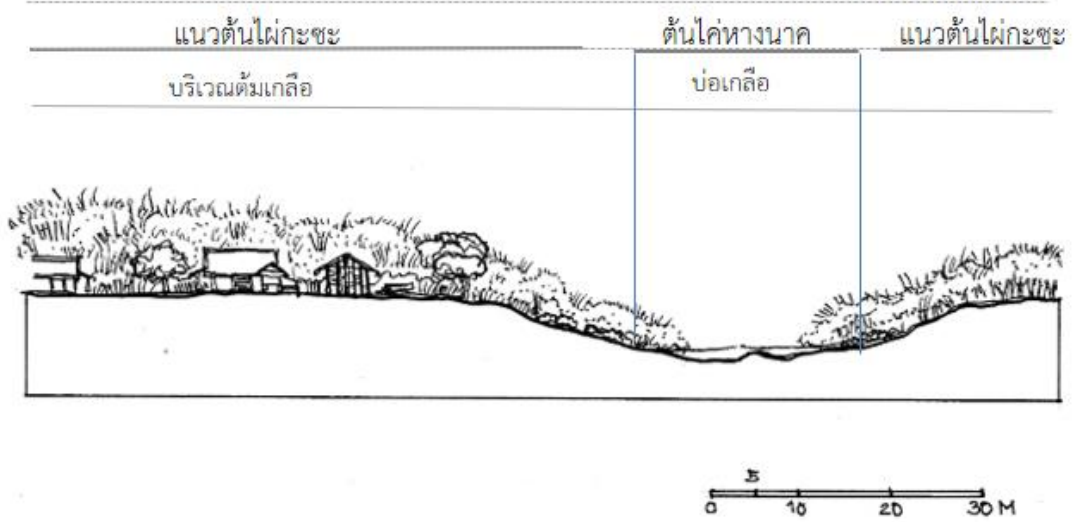 แนวต้นไผ่กะซะ ต้นไค่หางนาค แนวต้นไผ่กะซะ
บริเวณต้มเกลือ บ่อเกลือ
5
0 10 20 30 M